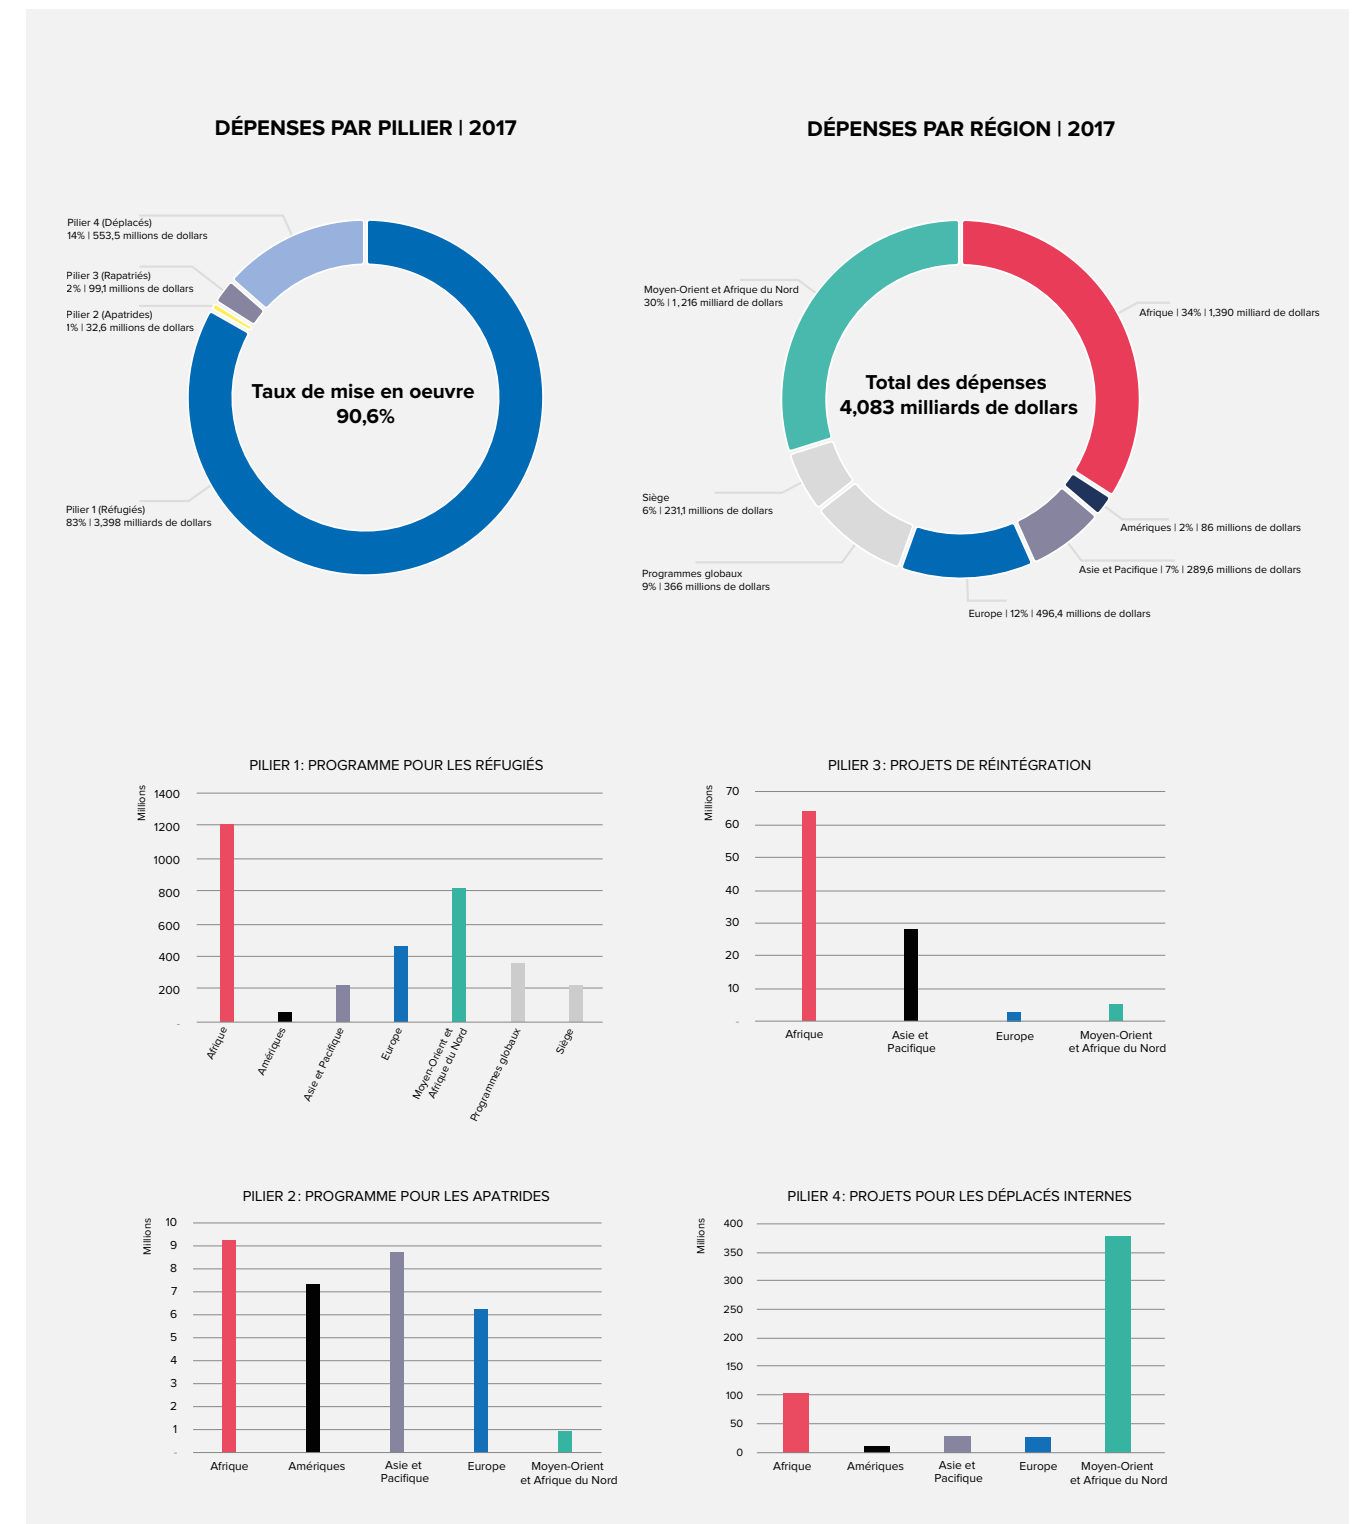 DÉPENSES PAR PILLIER | 2017
Pilier 4 (Déplacés)
14% | 553,5 millions de dollars
Pilier 3 (Rapatriés)
2% | 99,1 millions de dollars
Pilier 2 (Apatrides)
1% | 32,6 millions de dollars
Taux de mise en oeuvre
90,6%
Pilier 1 (Réfugiés)
83% | 3,398 milliards de dollars
DÉPENSES PAR RÉGION | 2017
Moyen-Orient et Afrique du Nord
30% | 1,216 milliard de dollars
Afrique | 34% | 1,390 milliard de dollars
Total des dépenses
4,083 milliards de dollars
Siège
6% | 231,1 millions de dollars
Amériques | 2% | 86 millions de dollars
Asie et Pacifique | 7% | 289,6 millions de dollars
Programmes globaux
9% | 366 millions de dollars
Europe | 12% | 496,4 millions de dollars
PILIER 1: PROGRAMME POUR LES RÉFUGIÉS
Millions
1400
1200
1000
800
600
400
200
-
Afrique
Amériques
Asie et Pacifique
Europe
Moyen-Orient et
Afrique du Nord
Programmes globaux
Siège
PILIER 3: PROJETS DE RÉINTÉGRATION
Millions
70
60
50
40
30
20
10
-
Afrique
Asie et
Pacifique
Europe
Moyen-Orient
et Afrique du Nord
PILIER 2: PROGRAMME POUR LES APATRIDES
Millions
10
9
8
7
6
5
4
3
2
1
-
Afrique
Amériques
Asie et
Pacifique
Europe
Moyen-Orient
et Afrique du Nord
PILIER 4: PROJETS POUR LES DÉPLACÉS INTERNES
Millions
400
350
300
250
200
150
100
50
0
Afrique
Amériques
Asie et
Pacifique
Europe
Moyen-Orient
et Afrique du Nord